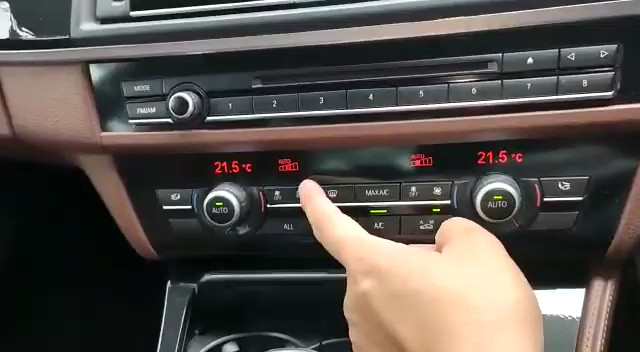 MODE
FM/AM
1 2 3 4 5 6 7 8
21.5 °C AUTO AUTO 21.5 °C
AUTO OFF MAX A/C OFF AUTO
ALL A/C A M